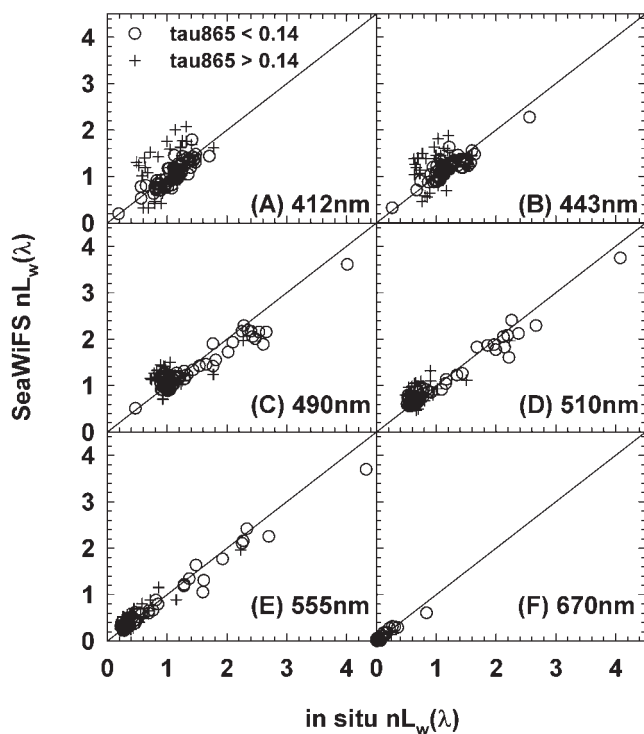 4
3
2
1
0
○ tau865 < 0.14
+ tau865 > 0.14
(A) 412nm
(B) 443nm
4
3
2
1
0
(C) 490nm
(D) 510nm
4
3
2
1
0
(E) 555nm
(F) 670nm
0 1 2 3 4
0 1 2 3 4
SeaWiFS nLw(λ)
in situ nLw(λ)